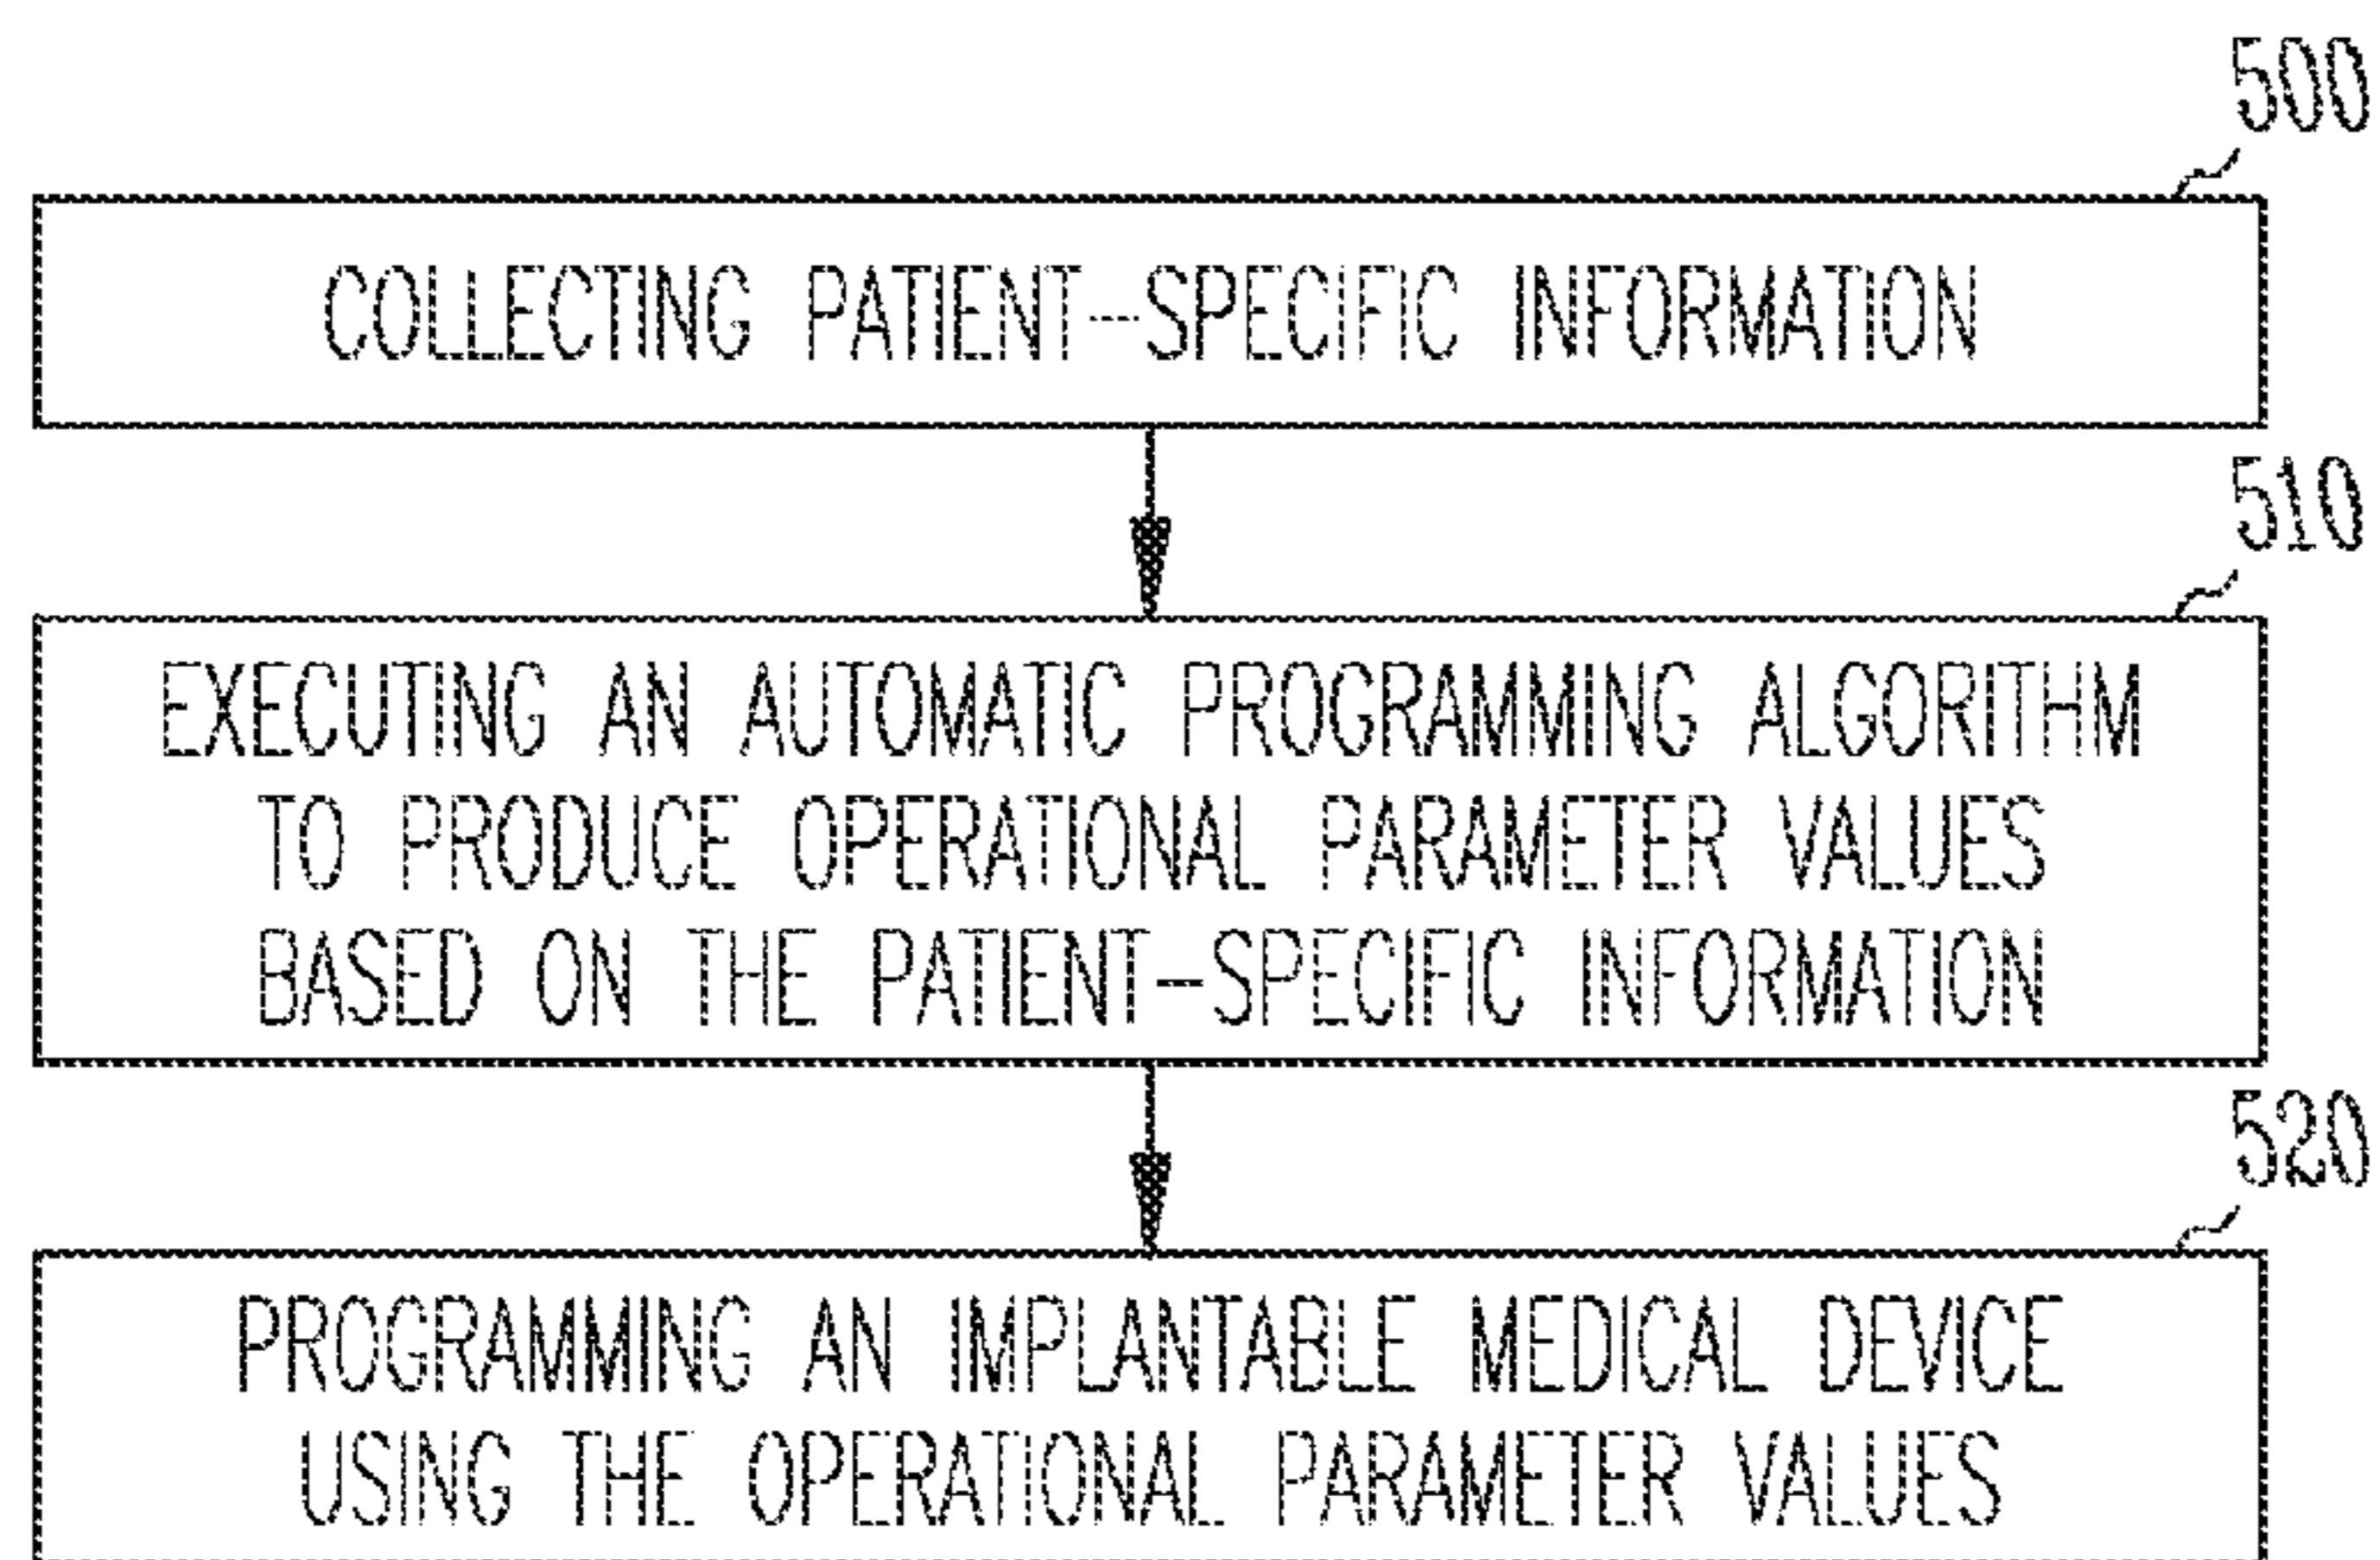 500
COLLECTING PATIENT-SPECIFIC INFORMATION
510
EXECUTING AN AUTOMATIC PROGRAMMING ALGORITHM
TO PRODUCE OPERATIONAL PARAMETER VALUES
BASED ON THE PATIENT-SPECIFIC INFORMATION
520
PROGRAMMING AN IMPLANTABLE MEDICAL DEVICE
USING THE OPERATIONAL PARAMETER VALUES